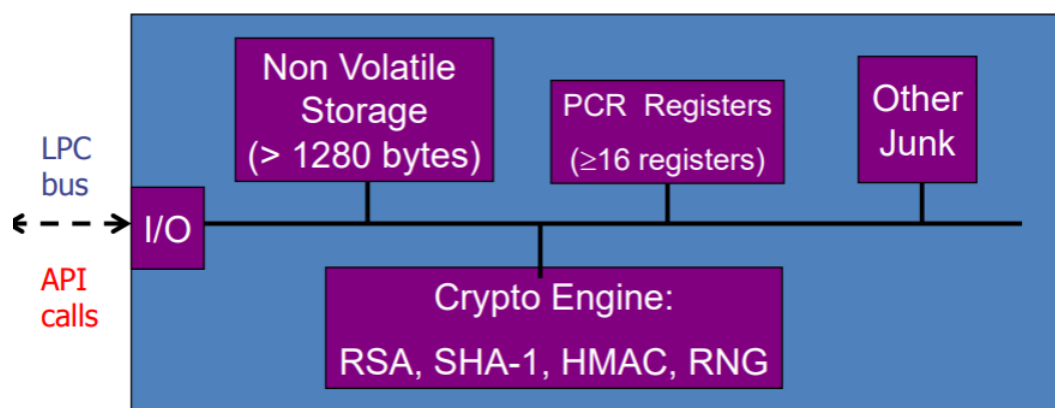 Non Volatile
Storage
(> 1280 bytes)
PCR Registers
(≥16 registers)
Other
Junk
LPC
bus
I/O
API
calls
Crypto Engine:
RSA, SHA-1, HMAC, RNG